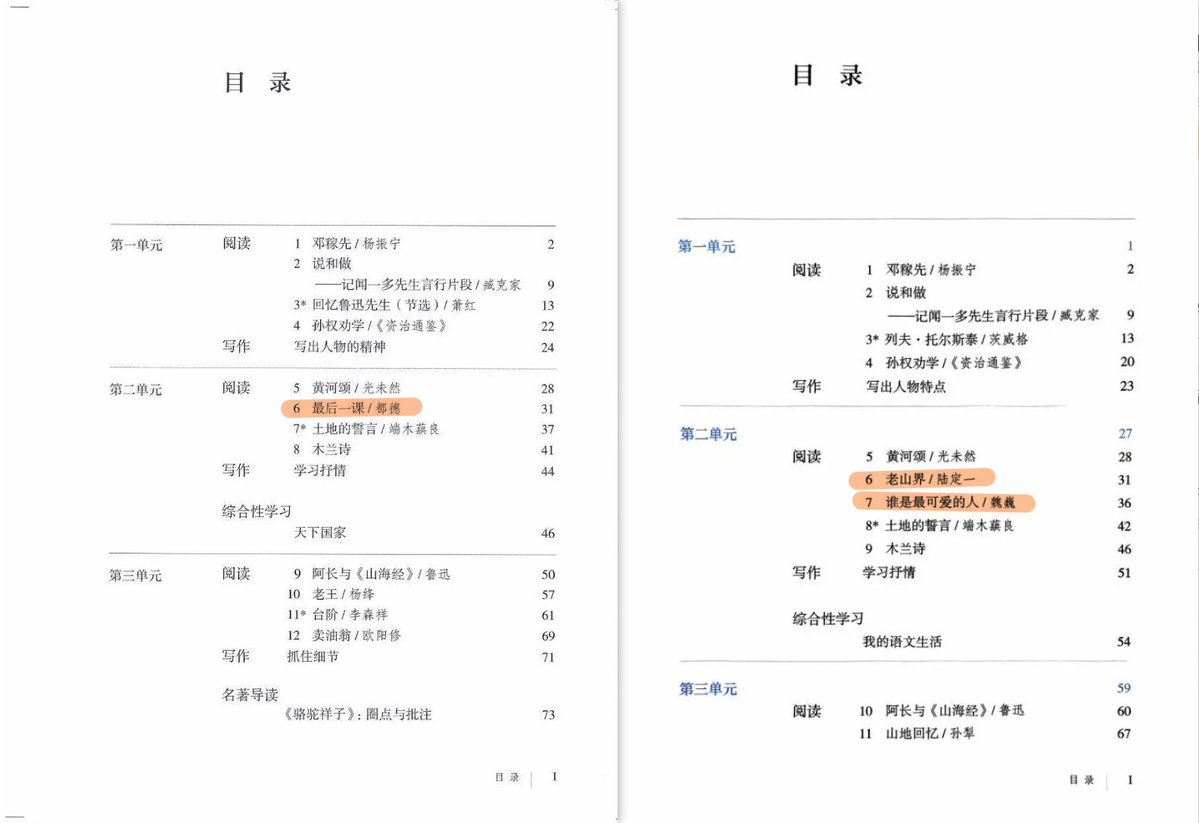 目 录
第一单元 阅读 1 邓稼先 / 杨振宁 2
2 说和做
——记闻一多先生言行片段 / 臧克家 9
3* 回忆鲁迅先生（节选）/ 萧红 13
4 孙权劝学 /《资治通鉴》 22
写作 写出人物的精神 24
第二单元 阅读 5 黄河颂 / 光未然 28
6 最后一课 / 都德 31
7* 土地的誓言 / 端木蕻良 37
8 木兰诗 41
写作 学习抒情 44
综合性学习
天下国家 46
第三单元 阅读 9 阿长与《山海经》/ 鲁迅 50
10 老王 / 杨绛 57
11* 台阶 / 李森祥 61
12 卖油翁 / 欧阳修 69
写作 抓住细节 71
名著导读
《骆驼祥子》：圈点与批注 73
目 录 I
目 录
第一单元 1
阅读 1 邓稼先 / 杨振宁 2
2 说和做
——记闻一多先生言行片段 / 臧克家 9
3* 列夫·托尔斯泰 / 茨威格 13
4 孙权劝学 /《资治通鉴》 20
写作 写出人物特点 23
第二单元 27
阅读 5 黄河颂 / 光未然 28
6 老山界 / 陆定一 31
7 谁是最可爱的人 / 魏巍 36
8* 土地的誓言 / 端木蕻良 42
9 木兰诗 46
写作 学习抒情 51
综合性学习
我的语文生活 54
第三单元 59
阅读 10 阿长与《山海经》/ 鲁迅 60
11 山地回忆 / 孙犁 67
目 录 I